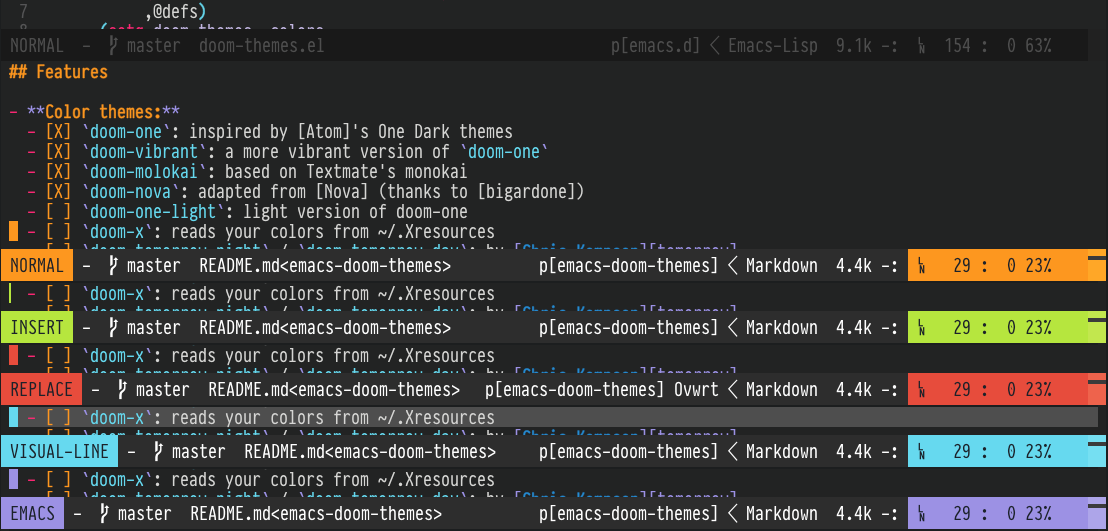 7 ,@defs)
NORMAL - master doom-themes.el p[emacs.d] < Emacs-Lisp 9.1k -: LN 154 : 0 63%
## Features
- **Color themes:**
- [X] `doom-one`: inspired by [Atom]'s One Dark themes
- [X] `doom-vibrant`: a more vibrant version of `doom-one`
- [X] `doom-molokai`: based on Textmate's monokai
- [X] `doom-nova`: adapted from [Nova] (thanks to [bigardone])
- [ ] `doom-one-light`: light version of doom-one
- [ ] `doom-x`: reads your colors from ~/.Xresources
NORMAL - master README.md<emacs-doom-themes> p[emacs-doom-themes] < Markdown 4.4k -: LN 29 : 0 23%
- [ ] `doom-x`: reads your colors from ~/.Xresources
INSERT - master README.md<emacs-doom-themes> p[emacs-doom-themes] < Markdown 4.4k -: LN 29 : 0 23%
- [ ] `doom-x`: reads your colors from ~/.Xresources
REPLACE - master README.md<emacs-doom-themes> p[emacs-doom-themes] Ovwrt < Markdown 4.4k -: LN 29 : 0 23%
- [ ] `doom-x`: reads your colors from ~/.Xresources
VISUAL-LINE - master README.md<emacs-doom-themes> p[emacs-doom-themes] < Markdown 4.4k -: LN 29 : 0 23%
- [ ] `doom-x`: reads your colors from ~/.Xresources
EMACS - master README.md<emacs-doom-themes> p[emacs-doom-themes] < Markdown 4.4k -: LN 29 : 0 23%